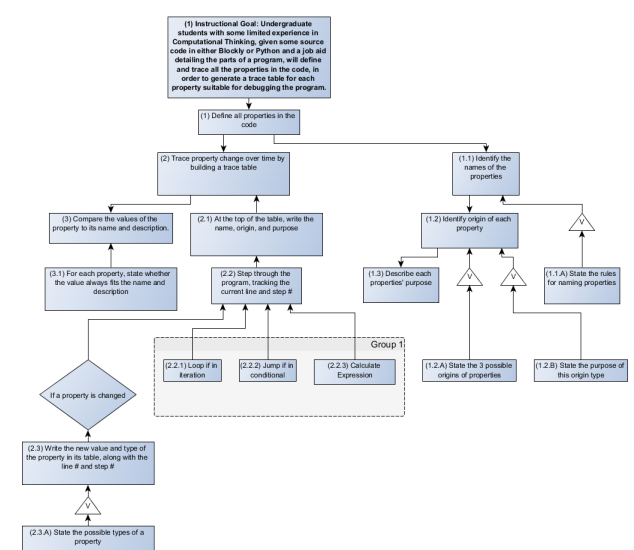 (1) Instructional Goal: Undergraduate
students with some limited experience in
Computational Thinking, given some source
code in either Blockly or Python and a job aid
detailing the parts of a program, will define
and trace all the properties in the code, in
order to generate a trace table for each
property suitable for debugging the program.
(1) Define all properties in the
code
(2) Trace property change over time by
building a trace table
(1.1) Identify the
names of the
properties
(3) Compare the values of the
property to its name and description.
(2.1) At the top of the table, write the
name, origin, and purpose
(1.2) Identify origin of each
property
V
(3.1) For each property, state whether
the value always fits the name and
description
(2.2) Step through the
program, tracking the
current line and step #
(1.3) Describe each
properties' purpose
V
V
(1.1.A) State the rules
for naming properties
Group 1
(2.2.1) Loop if in
iteration
(2.2.2) Jump if in
conditional
(2.2.3) Calculate
Expression
(1.2.A) State the 3 possible
origins of properties
(1.2.B) State the purpose of
this origin type
If a property is changed
(2.3) Write the new value and type of
the property in its table, along with the
line # and step #
V
(2.3.A) State the possible types of a
property